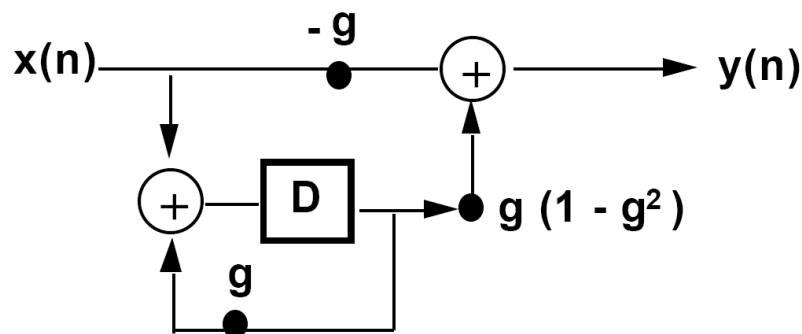 - g
x(n)
+
y(n)
+
D
g (1 - g²)
g